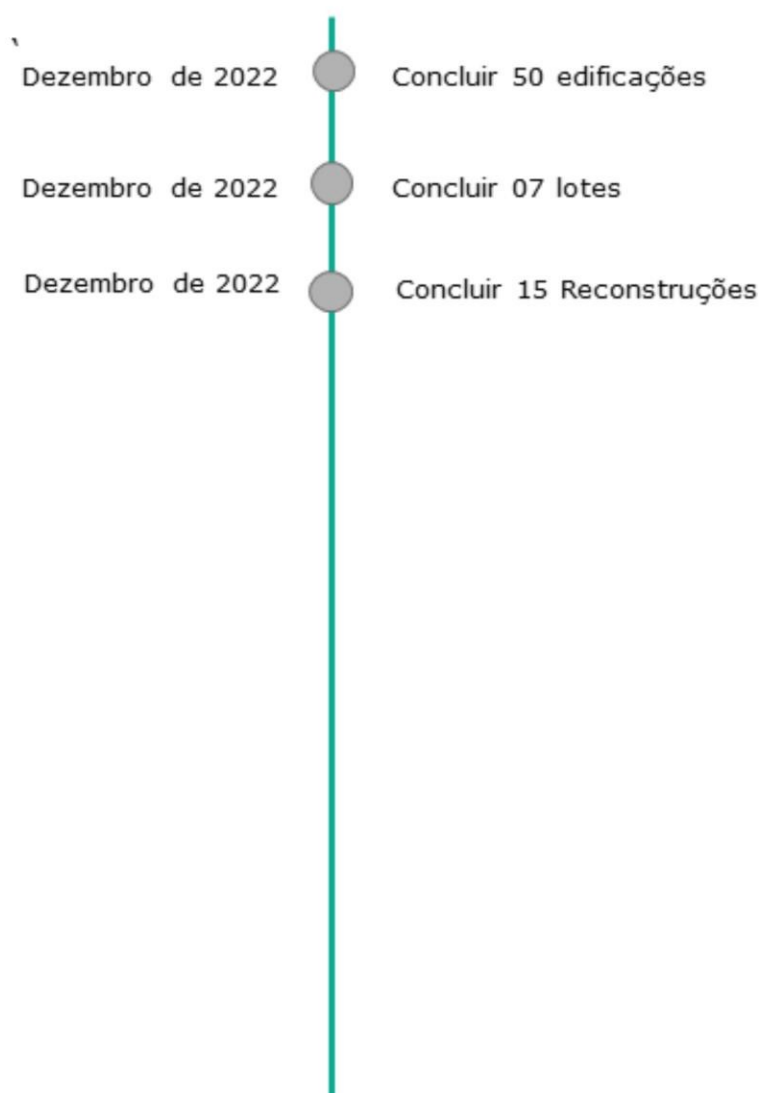 Dezembro de 2022 Concluir 50 edificações
Dezembro de 2022 Concluir 07 lotes
Dezembro de 2022 Concluir 15 Reconstruções